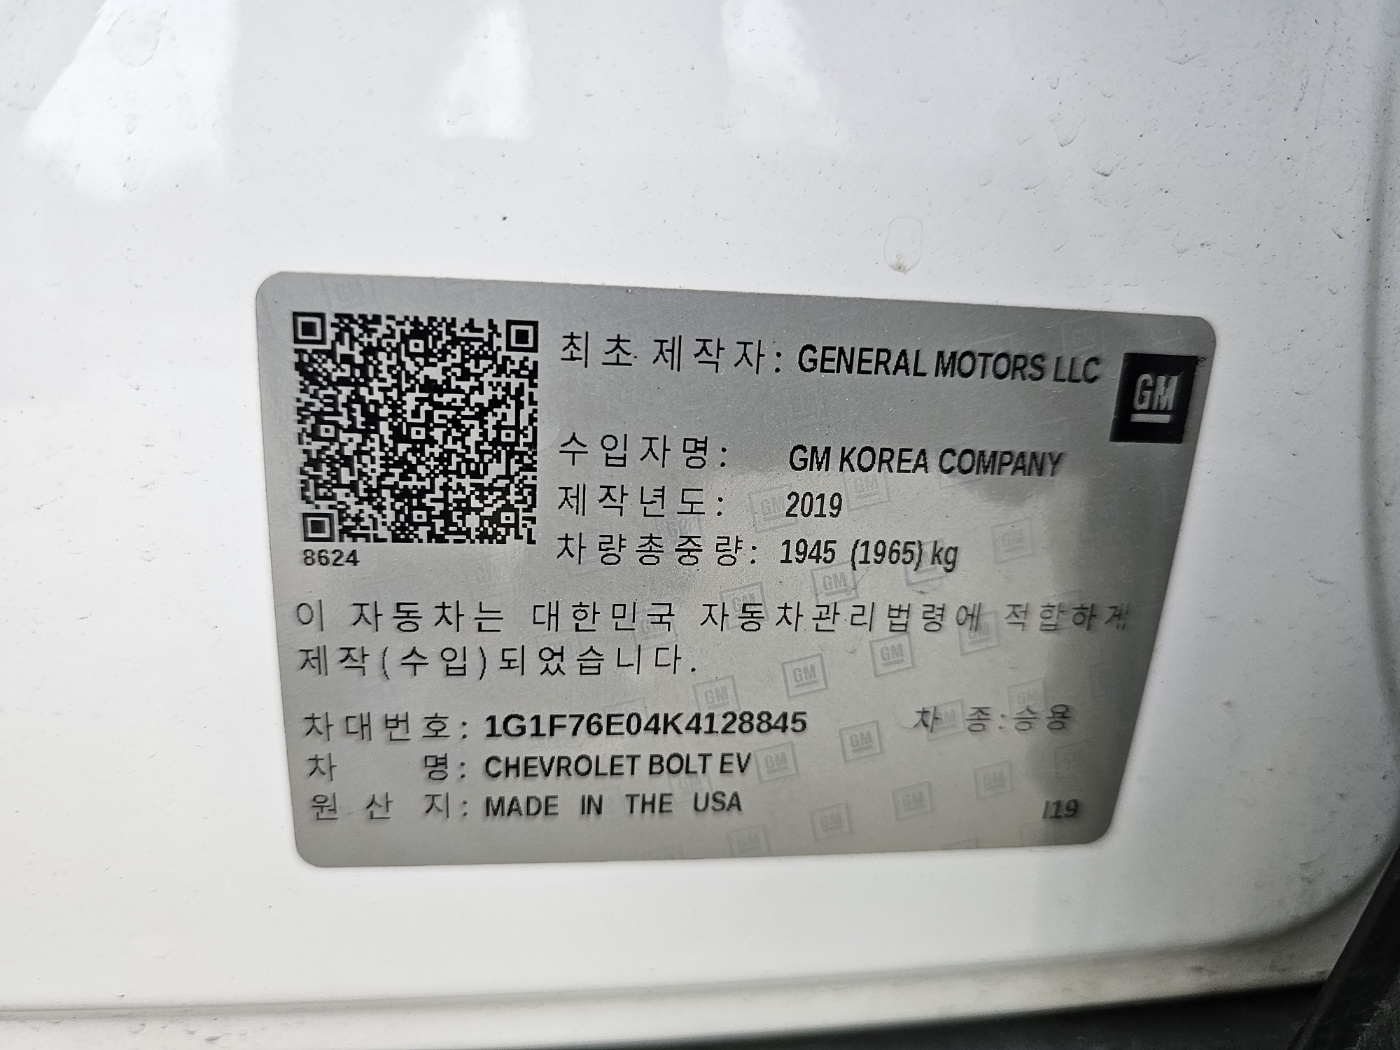 최초 제작자: GENERAL MOTORS LLC
GM
수입자명: GM KOREA COMPANY
제작년도: 2019
차량총중량: 1945 (1965) kg
8624
이 자동차는 대한민국 자동차관리법령에 적합하게
제작(수입)되었습니다.
차대번호: 1G1F76E04K4128845 차 종:승용
차 명: CHEVROLET BOLT EV
원 산 지: MADE IN THE USA
/19